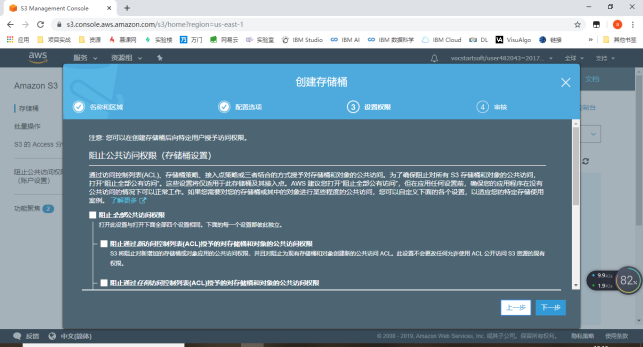 S3 Management Console
s3.console.aws.amazon.com/s3/home?region=us-east-1
应用 项目实战 资源 慕课网 实验楼 万门 网易云 实验室 IBM Studio IBM AI IBM 数据科学 IBM Cloud DL VisuAlgo 链接 » 其他书签
aws 服务 资源组 vocstartsoft/user482043=2017... 全球 支持
Amazon S3
存储桶
批量操作
S3 的 Access
阻止公共访问权
(账户设置)
功能聚焦 2
文档
制台
创建存储桶
名称和区域 配置选项 3 设置权限 4 审核
注意: 您可以在创建存储桶后向特定用户授予访问权限。
阻止公共访问权限（存储桶设置）
通过访问控制列表(ACL)、存储桶策略、接入点策略或三者结合的方式授予对存储桶和对象的公共访问。为了确保阻止对所有 S3 存储桶和对象的公共访问，
打开“阻止全部公有访问”。这些设置将仅适用于此存储桶及其接入点。AWS 建议您打开“阻止全部公有访问”，但在应用任何设置前，确保您的应用程序在没有
公共访问的情况下可以正常工作。如果您需要对您的存储桶或其中的对象进行某些程度的公共访问，您可以自定义下面的各个设置，以适应您的特定存储使用
案例。 了解更多
阻止全部公共访问权限
打开此设置与打开下面全部四个设置相同。下面的每一个设置都彼此独立。
阻止通过新访问控制列表(ACL)授予的对存储桶和对象的公共访问权限
S3 将阻止对新增加的存储桶或对象应用的公共访问权限，并且对阻止为现有存储桶和对象创建新的公共访问 ACL。此设置不会更改任何允许使用 ACL 公开访问 S3 资源的现有
权限。
阻止通过任何访问控制列表(ACL)授予的对存储桶和对象的公共访问权限
上一步 下一步
9.9
1.9
82%
反馈 中文(简体) © 2008 - 2019, Amazon Web Services, Inc. 或其子公司。保留所有权利。 隐私策略 使用条款